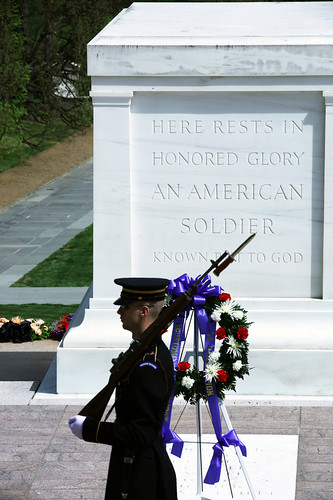 HERE RESTS IN
HONORED GLORY
AN AMERICAN
SOLDIER
KNOWN BUT TO GOD